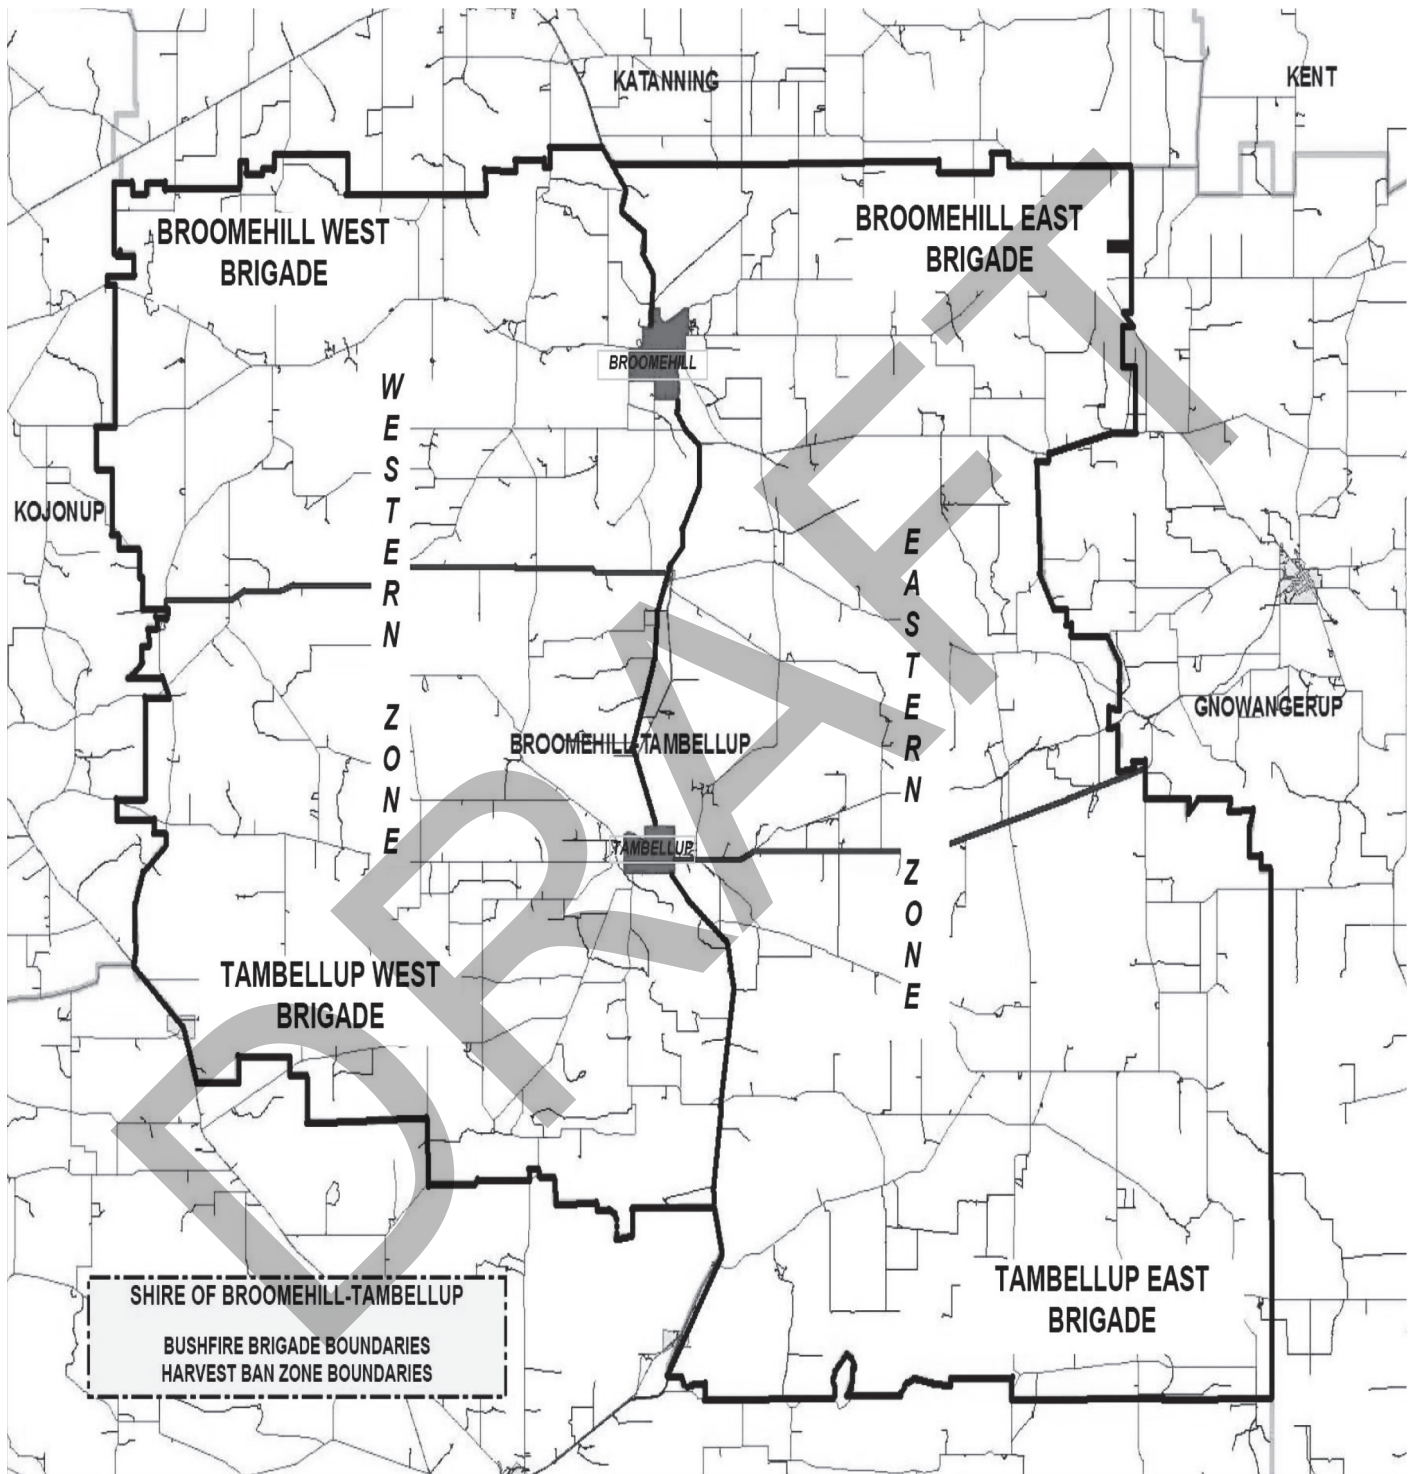 KATANNING
KENT
BROOMEHILL WEST
BRIGADE
BROOMEHILL EAST
BRIGADE
BROOMEHILL
WESTERN ZONE
KOJONUP
EASTERN ZONE
GNOWANGERUP
BROOMEHILL-TAMBELLUP
TAMBELLUP
TAMBELLUP WEST
BRIGADE
TAMBELLUP EAST
BRIGADE
SHIRE OF BROOMEHILL-TAMBELLUP
BUSHFIRE BRIGADE BOUNDARIES
HARVEST BAN ZONE BOUNDARIES
DRAFT